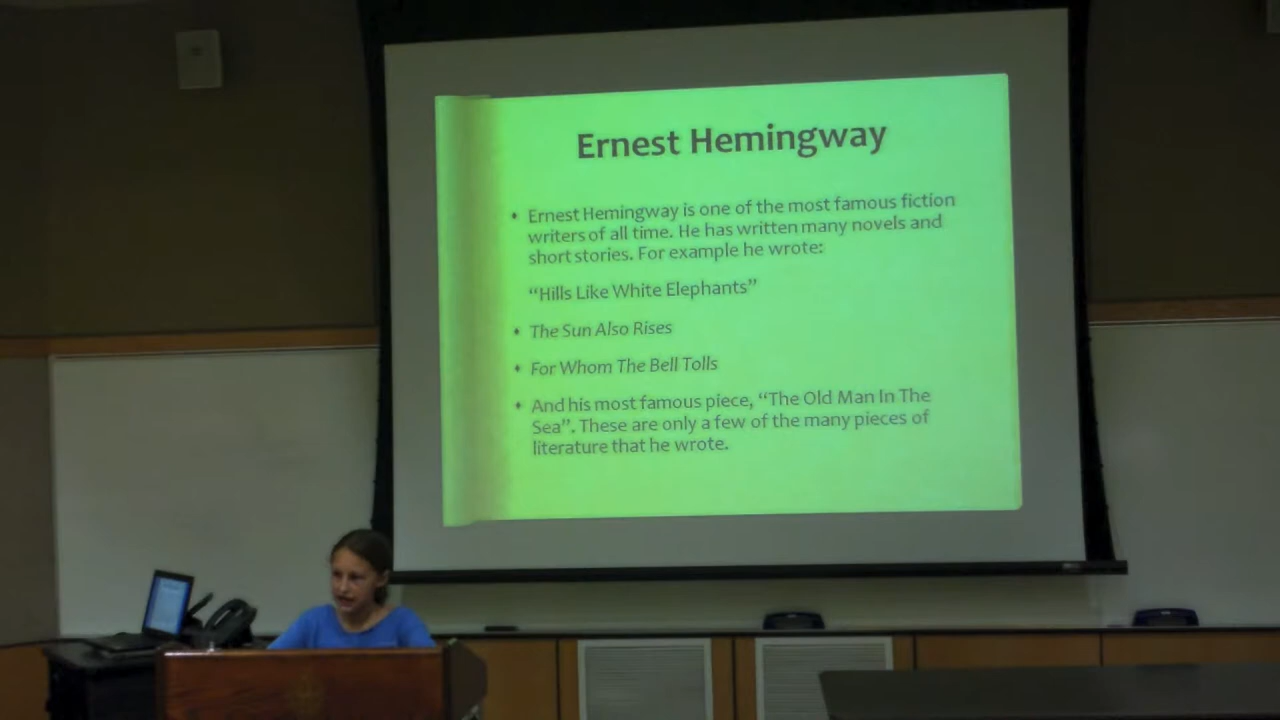 Ernest Hemingway
• Ernest Hemingway is one of the most famous fiction
writers of all time. He has written many novels and
short stories. For example he wrote:
“Hills Like White Elephants”
• The Sun Also Rises
• For Whom The Bell Tolls
• And his most famous piece, “The Old Man In The
Sea”. These are only a few of the many pieces of
literature that he wrote.